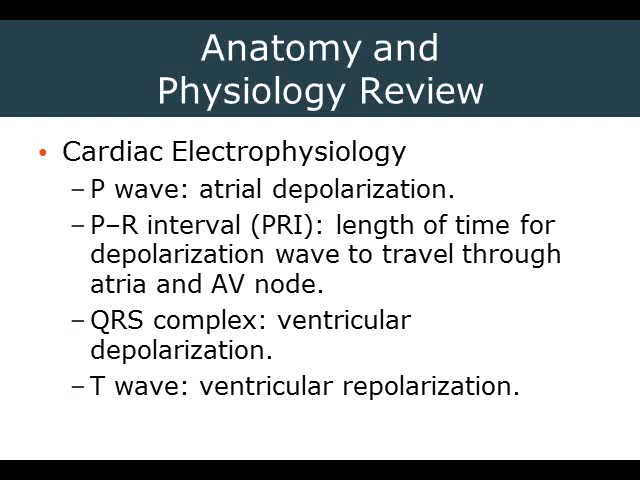 Anatomy and
Physiology Review
• Cardiac Electrophysiology
– P wave: atrial depolarization.
– P–R interval (PRI): length of time for
depolarization wave to travel through
atria and AV node.
– QRS complex: ventricular
depolarization.
– T wave: ventricular repolarization.